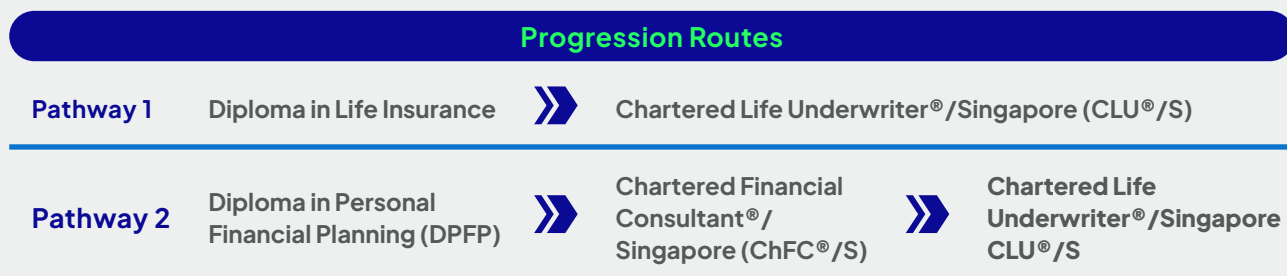 Progression Routes
Pathway 1
Diploma in Life Insurance
Chartered Life Underwriter®/Singapore (CLU®/S)
Pathway 2
Diploma in Personal
Financial Planning (DPFP)
Chartered Financial
Consultant®/
Singapore (ChFC®/S)
Chartered Life
Underwriter®/Singapore
CLU®/S